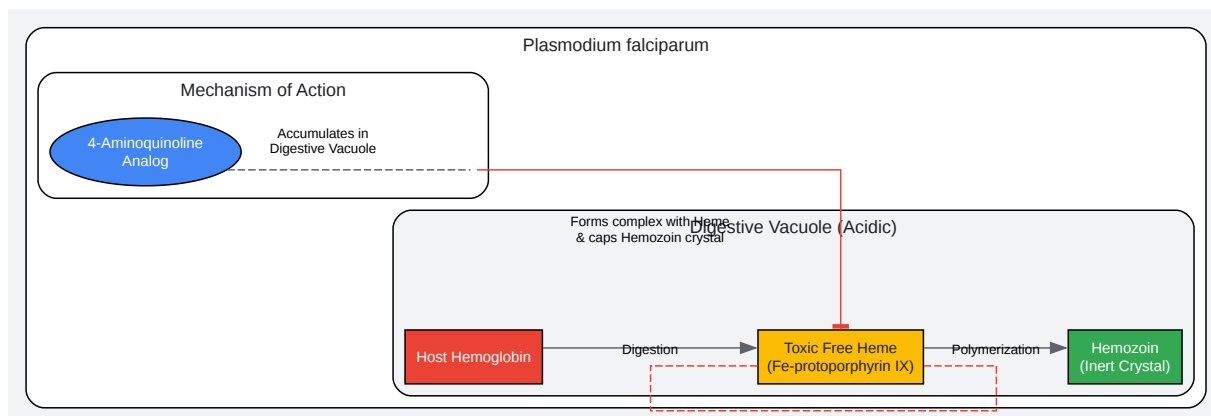 Plasmodium falciparum
Mechanism of Action
4-Aminoquinoline
Analog
Accumulates in
Digestive Vacuole
Forms complex with Heme
& caps Hemozoin crystal
Digestive Vacuole (Acidic)
Host Hemoglobin
Digestion
Toxic Free Heme
(Fe-protoporphyrin IX)
Polymerization
Hemozoin
(Inert Crystal)